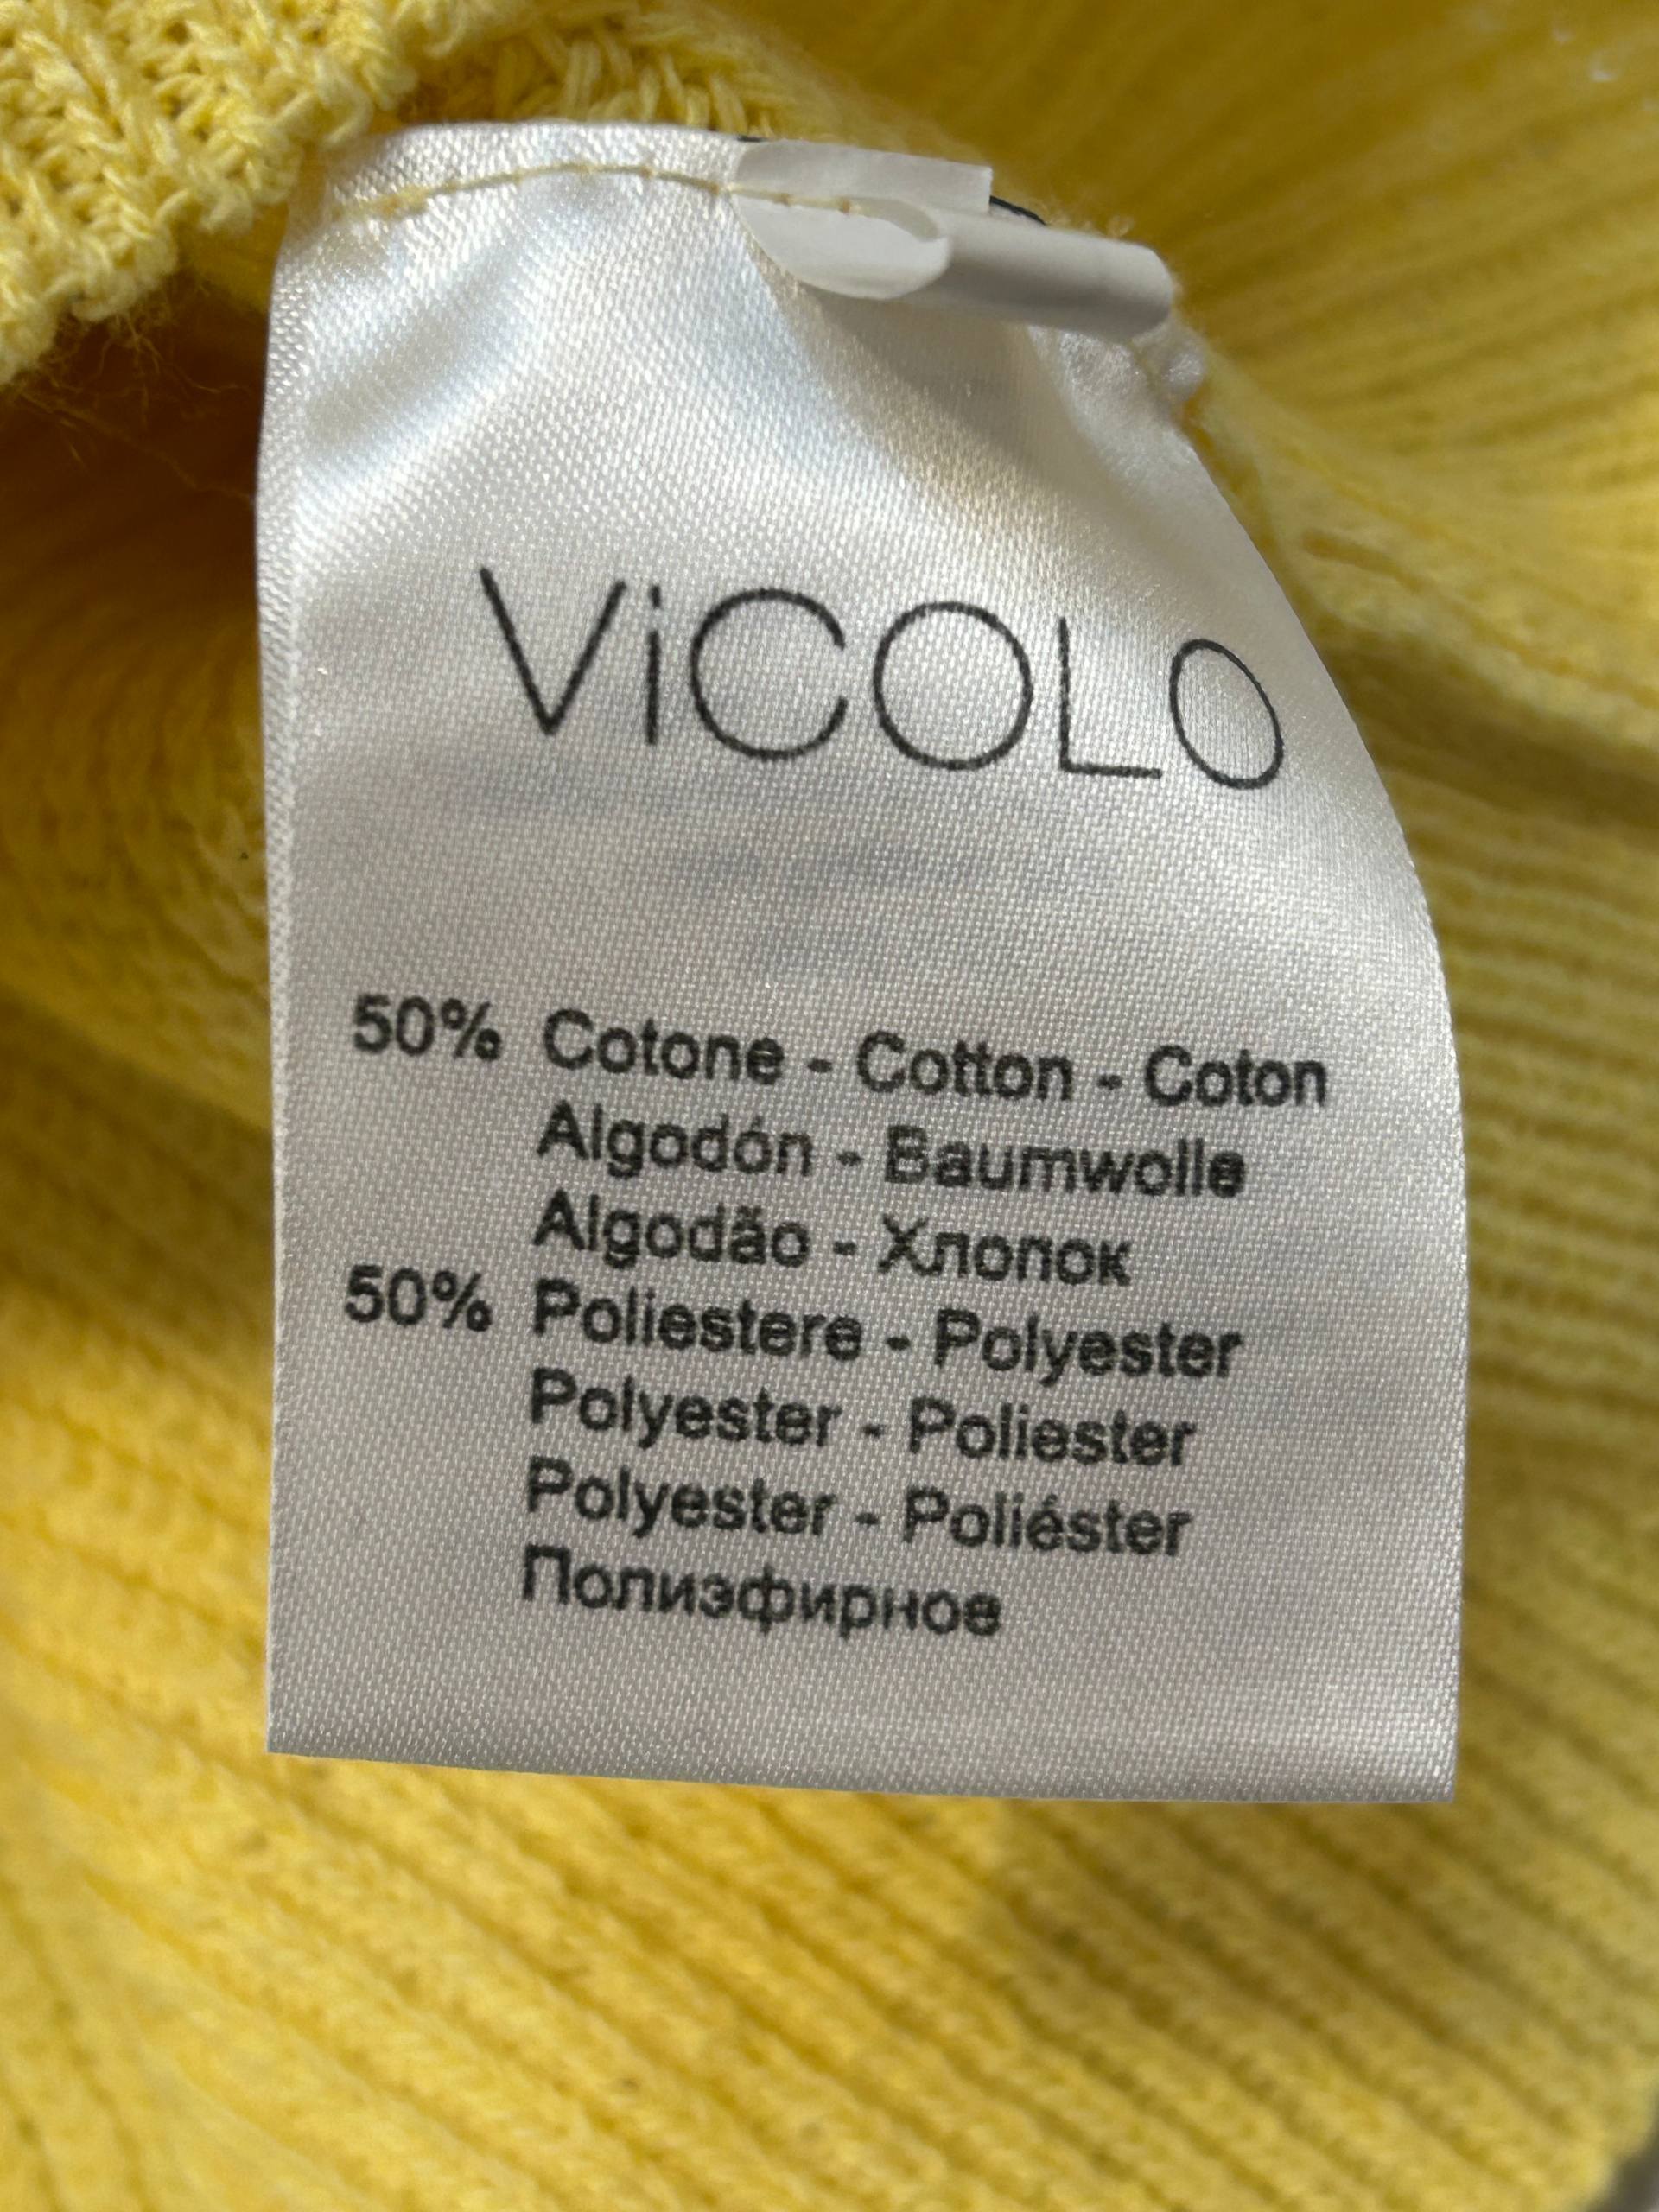 ViCOLO
50% Cotone - Cotton - Coton
Algodón - Baumwolle
Algodão - Хлопок
50% Poliestere - Polyester
Polyester - Poliester
Polyester - Poliéster
Полиэфирное